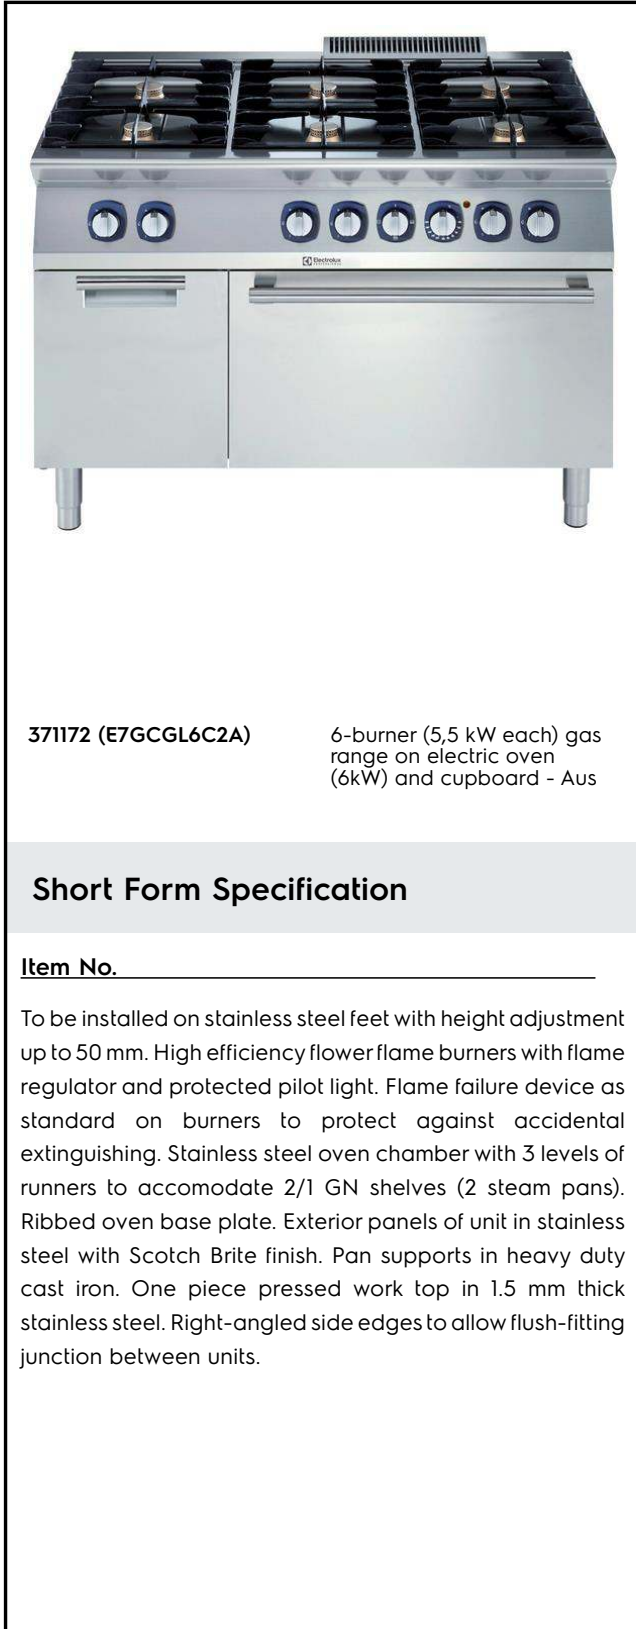 Electrolux
PROFESSIONAL
371172 (E7GCGL6C2A)
6-burner (5,5 kW each) gas
range on electric oven
(6kW) and cupboard - Aus
Short Form Specification
Item No.
To be installed on stainless steel feet with height adjustment
up to 50 mm. High efficiency flower flame burners with flame
regulator and protected pilot light. Flame failure device as
standard on burners to protect against accidental
extinguishing. Stainless steel oven chamber with 3 levels of
runners to accomodate 2/1 GN shelves (2 steam pans).
Ribbed oven base plate. Exterior panels of unit in stainless
steel with Scotch Brite finish. Pan supports in heavy duty
cast iron. One piece pressed work top in 1.5 mm thick
stainless steel. Right-angled side edges to allow flush-fitting
junction between units.